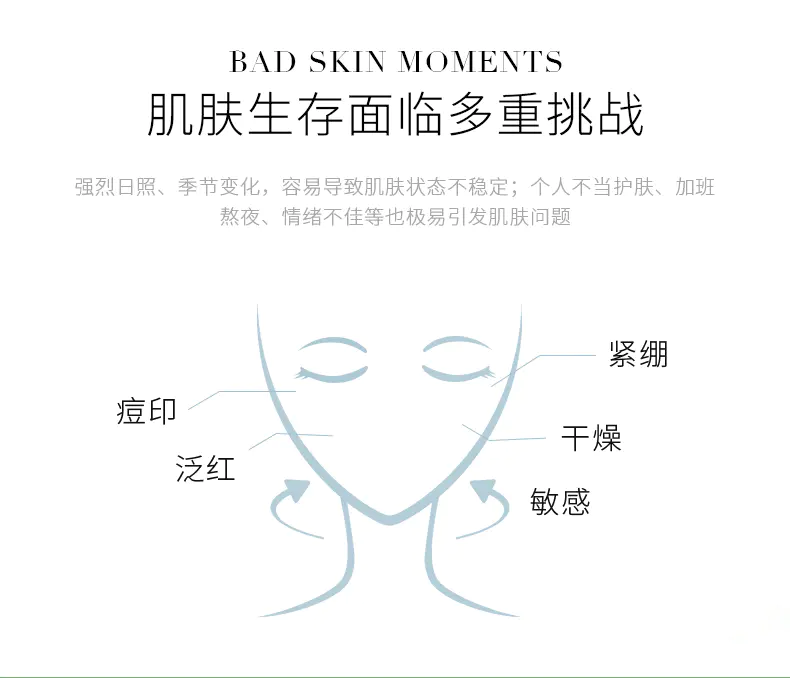 BAD SKIN MOMENTS
肌肤生存面临多重挑战
强烈日照、季节变化，容易导致肌肤状态不稳定；个人不当护肤、加班
熬夜、情绪不佳等也极易引发肌肤问题
紧绷
痘印
干燥
泛红
敏感